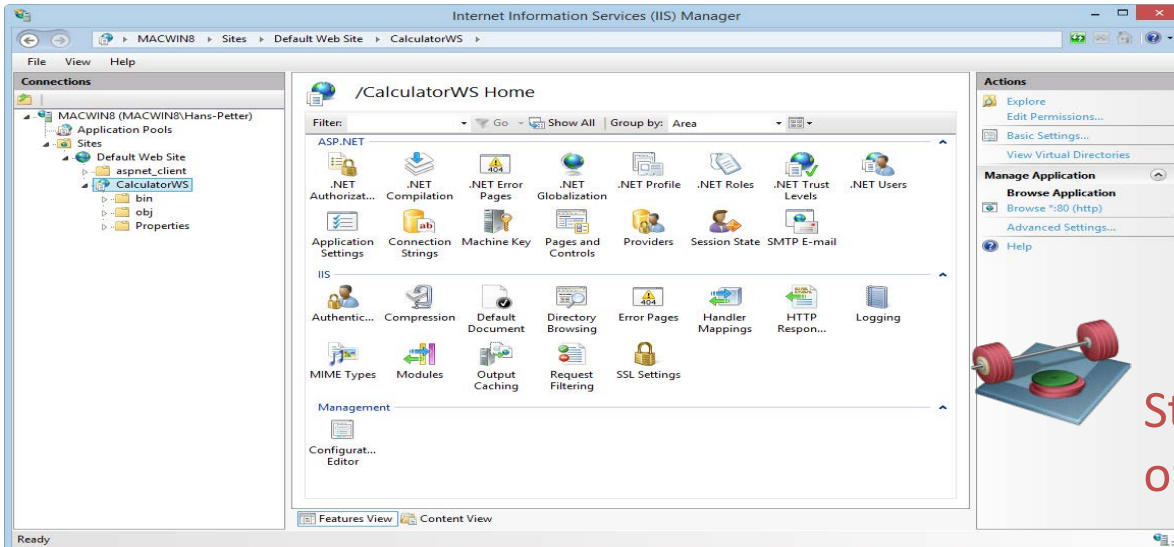 Internet Information Services (IIS) Manager
MACWIN8 Sites Default Web Site CalculatorWS
File View Help
Connections
MACWIN8 (MACWIN8\Hans-Petter)
Application Pools
Sites
Default Web Site
aspnet_client
CalculatorWS
bin
obj
Properties
/CalculatorWS Home
Filter: Go Show All Group by: Area
ASP.NET
.NET Authorizat...
.NET Compilation
.NET Error Pages
.NET Globalization
.NET Profile
.NET Roles
.NET Trust Levels
.NET Users
Application Settings
Connection Strings
Machine Key
Pages and Controls
Providers
Session State
SMTP E-mail
IIS
Authentic...
Compression
Default Document
Directory Browsing
Error Pages
Handler Mappings
HTTP Respon...
Logging
MIME Types
Modules
Output Caching
Request Filtering
SSL Settings
Management
Configurat... Editor
Features View Content View
Ready
Actions
Explore
Edit Permissions...
Basic Settings...
View Virtual Directories
Manage Application
Browse Application
Browse *:80 (http)
Advanced Settings...
Help